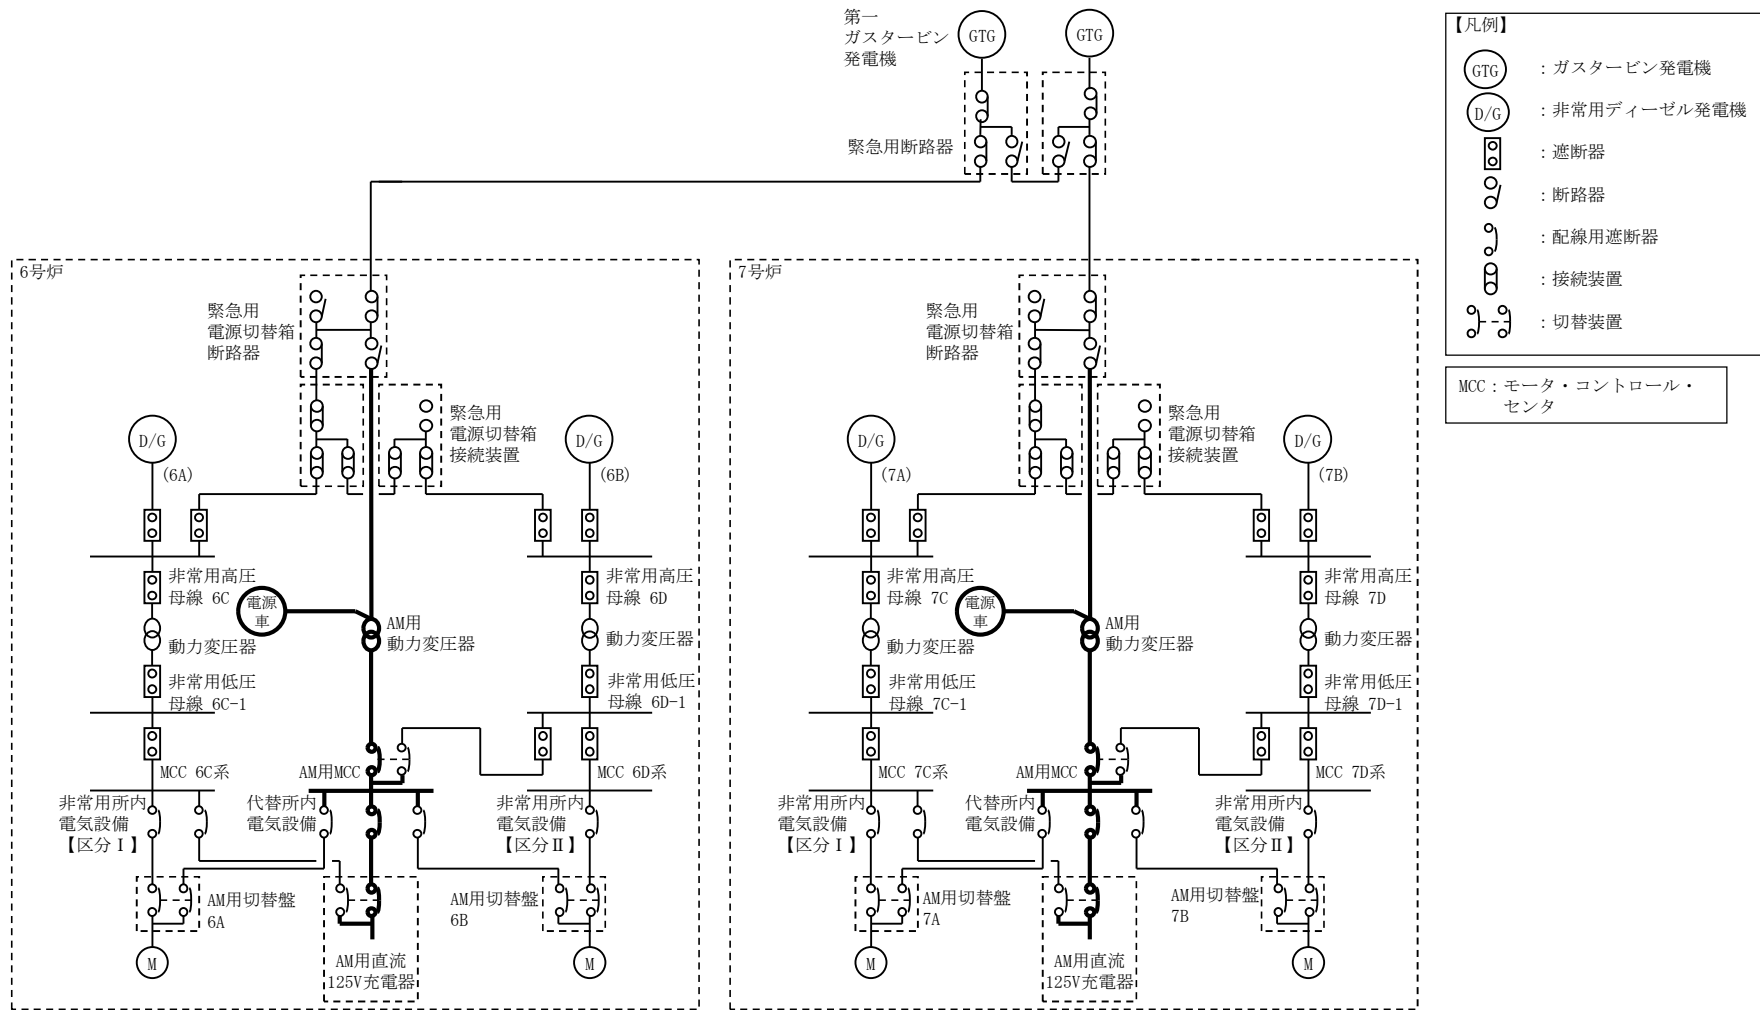 第一
ガスタービン
発電機
GTG
GTG
緊急用断路器
【凡例】
GTG
：ガスタービン発電機
D/G
：非常用ディーゼル発電機
：遮断器
：断路器
：配線用遮断器
：接続装置
：切替装置
MCC：モータ・コントロール・
センタ
6号炉
緊急用
電源切替箱
断路器
緊急用
電源切替箱
接続装置
D/G
(6A)
D/G
(6B)
非常用高圧
母線 6C
電源
車
AM用
動力変圧器
非常用高圧
母線 6D
動力変圧器
動力変圧器
非常用低圧
母線 6C-1
非常用低圧
母線 6D-1
MCC 6C系
AM用MCC
MCC 6D系
非常用所内
電気設備
【区分Ⅰ】
代替所内
電気設備
非常用所内
電気設備
【区分Ⅱ】
AM用切替盤
6A
AM用切替盤
6B
M
AM用直流
125V充電器
M
7号炉
緊急用
電源切替箱
断路器
緊急用
電源切替箱
接続装置
D/G
(7A)
D/G
(7B)
非常用高圧
母線 7C
電源
車
AM用
動力変圧器
非常用高圧
母線 7D
動力変圧器
動力変圧器
非常用低圧
母線 7C-1
非常用低圧
母線 7D-1
MCC 7C系
AM用MCC
MCC 7D系
非常用所内
電気設備
【区分Ⅰ】
代替所内
電気設備
非常用所内
電気設備
【区分Ⅱ】
AM用切替盤
7A
AM用切替盤
7B
M
AM用直流
125V充電器
M